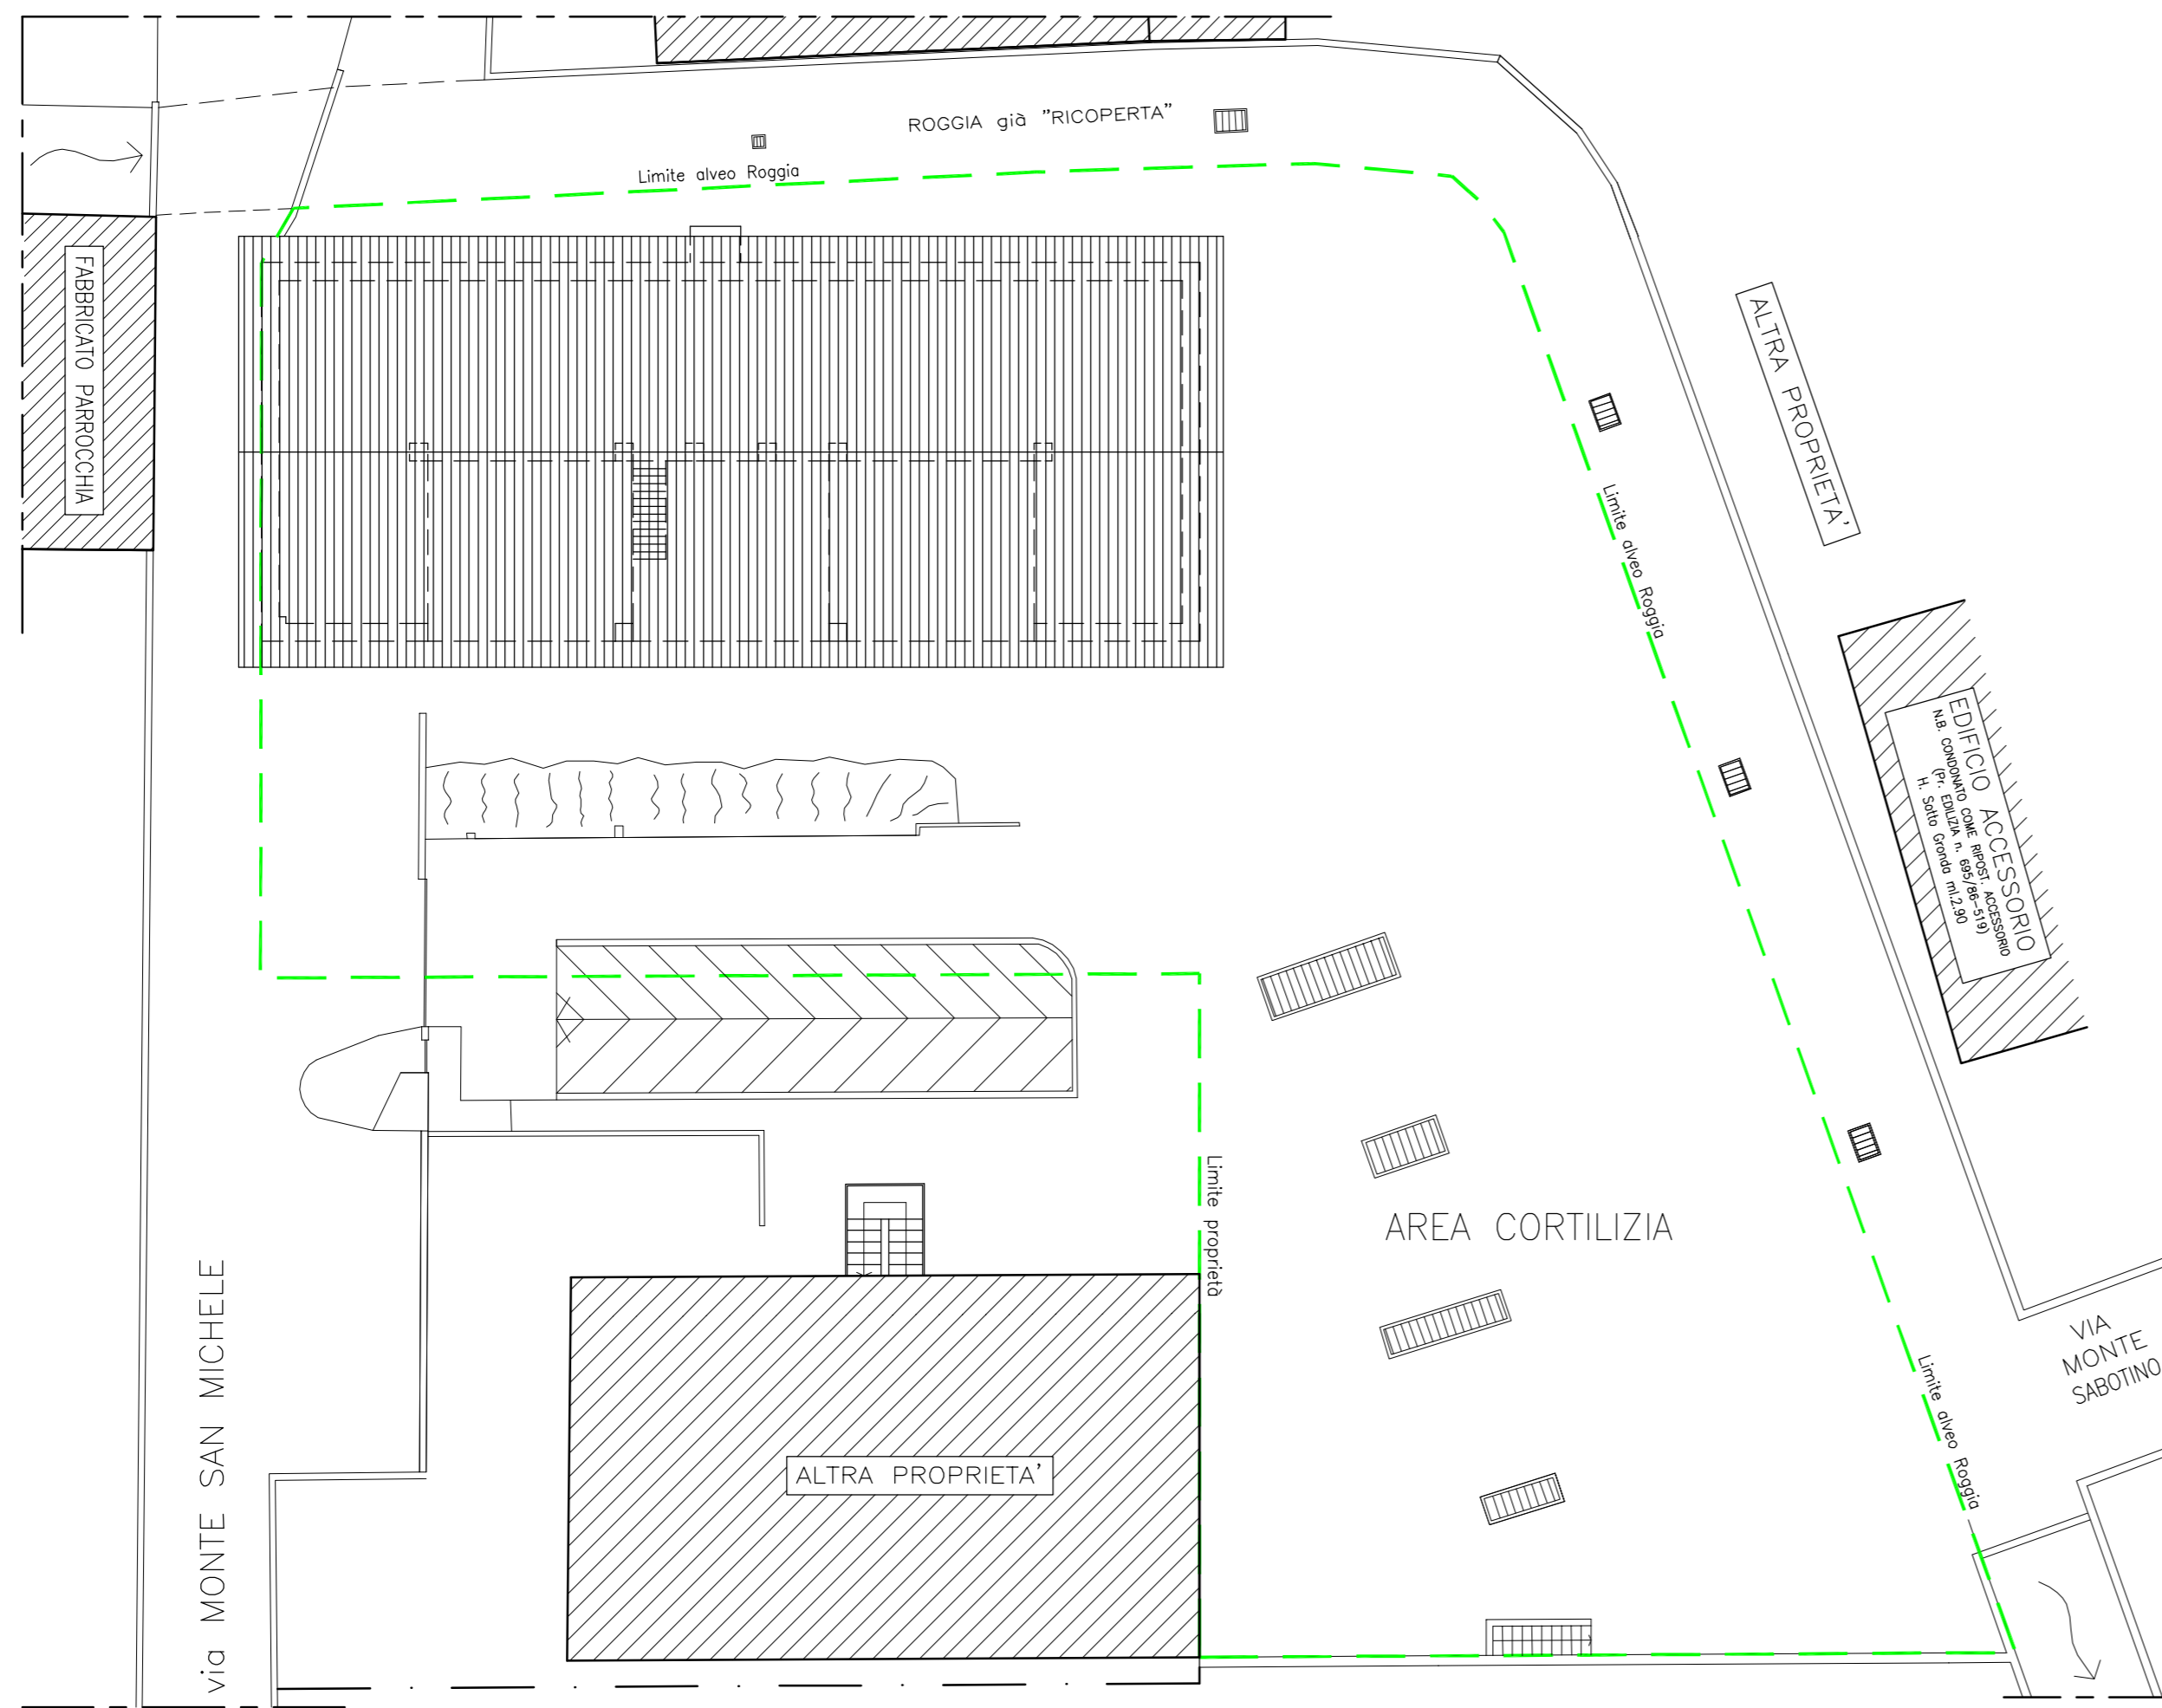 ROGGIA già "RICOPERTA"
Limite alveo Roggia
FABBRICATO PARROCCHIA
ALTRA PROPRIETA'
Limite alveo Roggia
EDIFICIO ACCESSORIO
N.B. CONDONATO COME RIPOST. ACCESSORIO
(Pr. EDILIZIA n. 695/86-519)
H. Sotto Gronda ml.2.90
Limite proprietà
AREA CORTILIZIA
via MONTE SAN MICHELE
VIA
MONTE
SABOTINO
Limite alveo Roggia
ALTRA PROPRIETA'